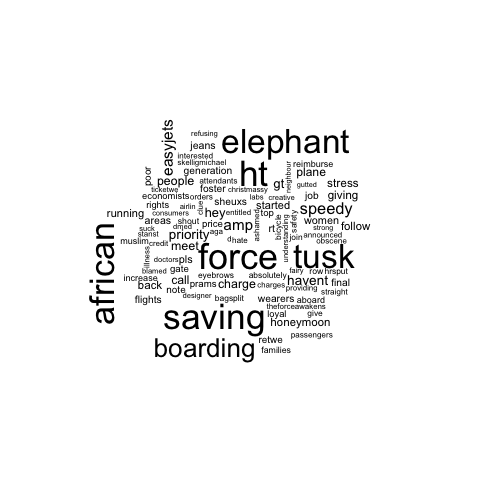 refusing
easyjets
elephant
jeans
interested
skelligmichael
ht
reimburse
poor
generation
neighbour
plane
people
attendants
gt
gutted
stress
ticketwe
foster
christmassy
economists
orders
labs
creative
job
giving
rights
airlin
clue
sheuxs
started
speedy
running
consumers
hey
entitled
top
safety
areas
shout
price
amp
ashamed
rt
bicycle
women
follow
suck
drried
aga
understanding
strong
stanst
priority
dhate
join
announced
african
muslim
credit
meet
obscene
illness
doctors
pls
force
tusk
blamed
gate
eyebrows
absolutely
fairy
row
hrsput
increase
call
prams
charge
charges
havent
final
back
note
designer
bagsplit
providing
straight
flights
wearers
aboard
theforceawakens
saving
loyal
give
honeymoon
passengers
boarding
retwe
families